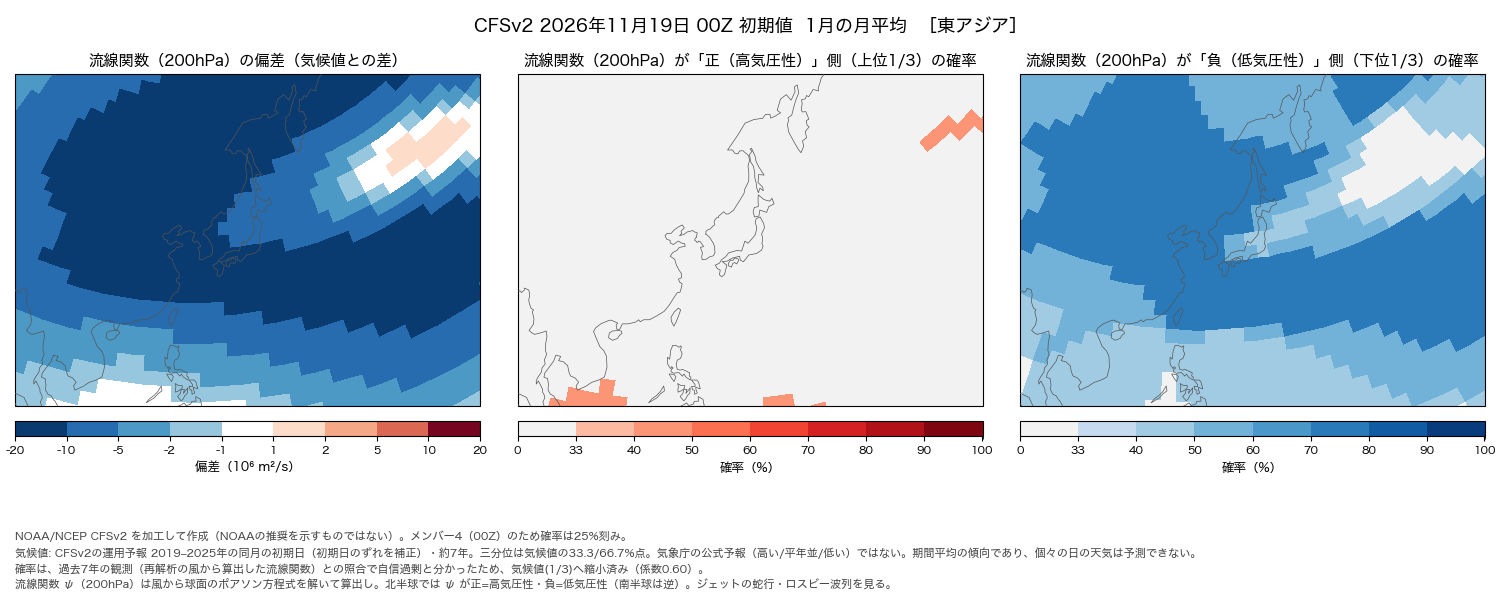 CFSv2 2026年11月19日 00Z 初期値 1月の月平均 ［東アジア］
流線関数（200hPa）の偏差（気候値との差）
流線関数（200hPa）が「正（高気圧性）」側（上位1/3）の確率
流線関数（200hPa）が「負（低気圧性）」側（下位1/3）の確率
-20 -10 -5 -2 -1 1 2 5 10 20
偏差（10⁶ m²/s）
0 33 40 50 60 70 80 90 100
確率（%）
0 33 40 50 60 70 80 90 100
確率（%）
NOAA/NCEP CFSv2 を加工して作成（NOAAの推奨を示すものではない）。メンバー4（00Z）のため確率は25%刻み。
気候値: CFSv2の運用予報 2019–2025年の同月の初期日（初期日のずれを補正）・約7年。三分位は気候値の33.3/66.7%点。気象庁の公式予報（高い/平年並/低い）ではない。期間平均の傾向であり、個々の日の天気は予測できない。
確率は、過去7年の観測（再解析の風から算出した流線関数）との照合で自信過剰と分かったため、気候値(1/3)へ縮小済み（係数0.60）。
流線関数 ψ（200hPa）は風から球面のポアソン方程式を解いて算出し。北半球では ψ が正=高気圧性・負=低気圧性（南半球は逆）。ジェットの蛇行・ロスビー波列を見る。